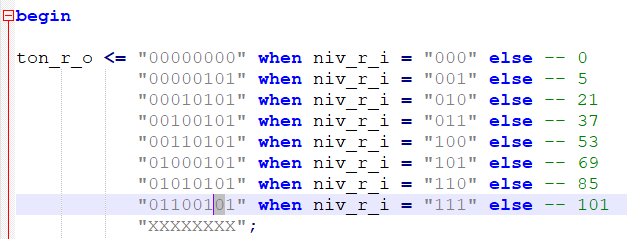 begin
ton_r_o <= "00000000" when niv_r_i = "000" else -- 0
"00000101" when niv_r_i = "001" else -- 5
"00010101" when niv_r_i = "010" else -- 21
"00100101" when niv_r_i = "011" else -- 37
"00110101" when niv_r_i = "100" else -- 53
"01000101" when niv_r_i = "101" else -- 69
"01010101" when niv_r_i = "110" else -- 85
"01100101" when niv_r_i = "111" else -- 101
"XXXXXXXX";